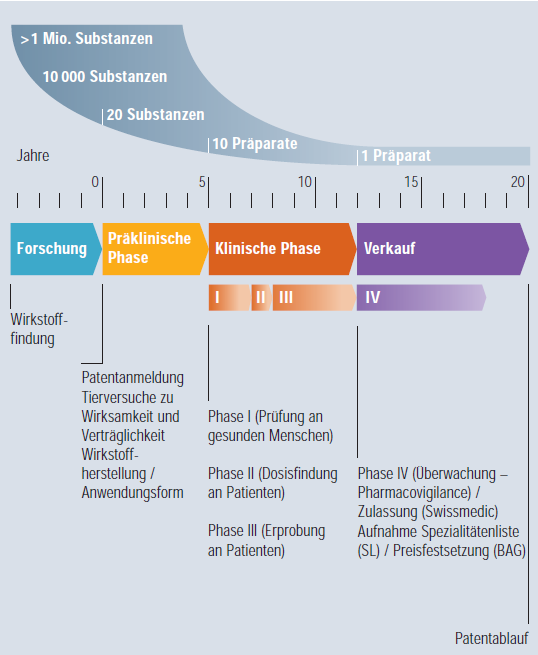 >1 Mio. Substanzen
10 000 Substanzen
20 Substanzen
10 Präparate
1 Präparat
Jahre
0 5 10 15 20
Forschung
Präklinische
Phase
Klinische Phase
Verkauf
I II III IV
Wirkstoff-
findung
Patentanmeldung
Tierversuche zu
Wirksamkeit und
Verträglichkeit
Wirkstoff-
herstellung /
Anwendungsform
Phase I (Prüfung an
gesunden Menschen)
Phase II (Dosisfindung
an Patienten)
Phase III (Erprobung
an Patienten)
Phase IV (Überwachung –
Pharmacovigilance) /
Zulassung (Swissmedic)
Aufnahme Spezialitätenliste
(SL) / Preisfestsetzung (BAG)
Patentablauf